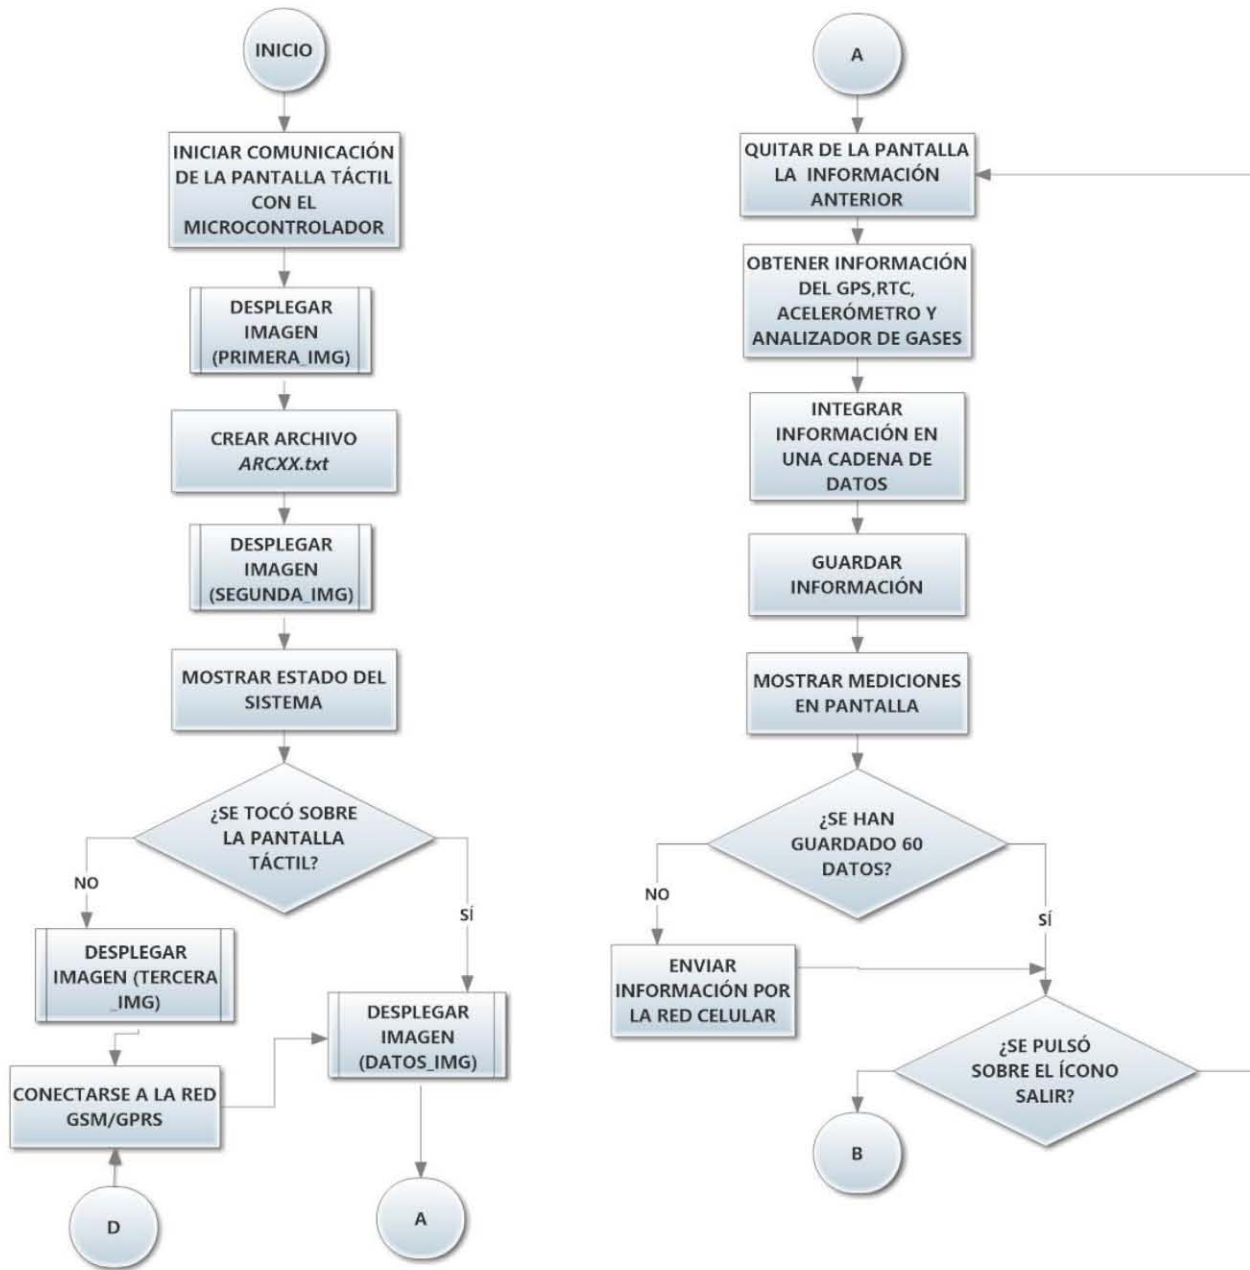 INICIO
INICIAR COMUNICACIÓN
DE LA PANTALLA TÁCTIL
CON EL
MICROCONTROLADOR
DESPLEGAR
IMAGEN
(PRIMERA_IMG)
CREAR ARCHIVO
ARCXX.txt
DESPLEGAR
IMAGEN
(SEGUNDA_IMG)
MOSTRAR ESTADO DEL
SISTEMA
¿SE TOCÓ SOBRE
LA PANTALLA
TÁCTIL?
NO
SÍ
DESPLEGAR
IMAGEN (TERCERA
_IMG)
DESPLEGAR
IMAGEN
(DATOS_IMG)
CONECTARSE A LA RED
GSM/GPRS
D
A
A
QUITAR DE LA PANTALLA
LA INFORMACIÓN
ANTERIOR
OBTENER INFORMACIÓN
DEL GPS,RTC,
ACELERÓMETRO Y
ANALIZADOR DE GASES
INTEGRAR
INFORMACIÓN EN
UNA CADENA DE
DATOS
GUARDAR
INFORMACIÓN
MOSTRAR MEDICIONES
EN PANTALLA
¿SE HAN
GUARDADO 60
DATOS?
NO
SÍ
ENVIAR
INFORMACIÓN POR
LA RED CELULAR
¿SE PULSÓ
SOBRE EL ÍCONO
SALIR?
B